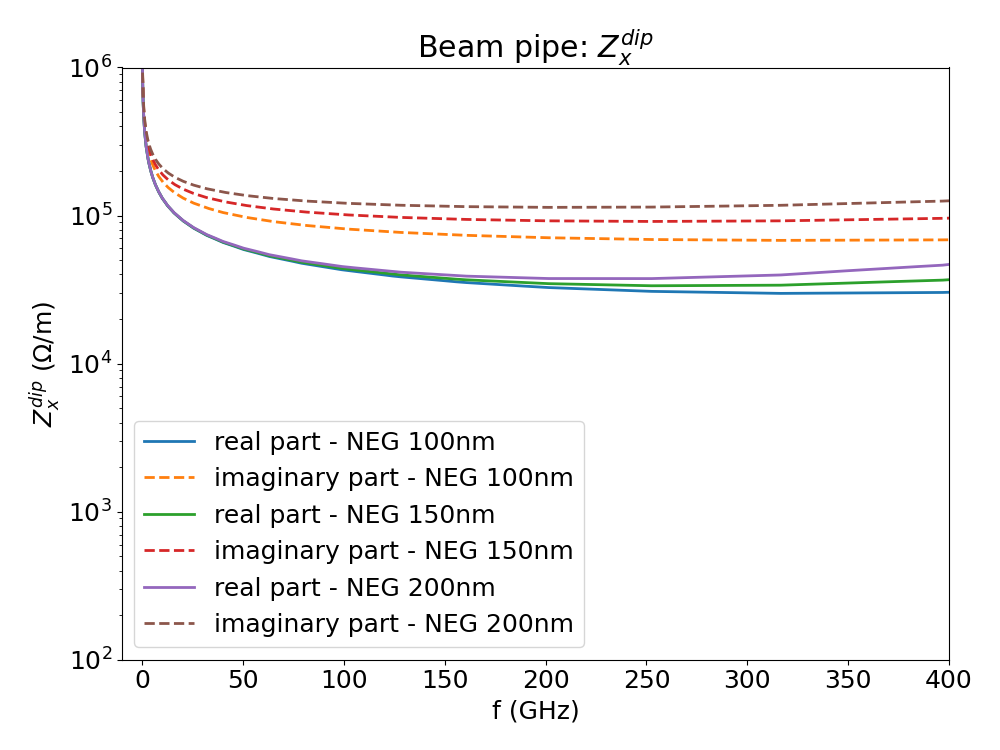 Beam pipe: $Z_x^{dip}$
10^6
10^5
10^4
10^3
10^2
$Z_x^{dip}$ (Ω/m)
real part - NEG 100nm
imaginary part - NEG 100nm
real part - NEG 150nm
imaginary part - NEG 150nm
real part - NEG 200nm
imaginary part - NEG 200nm
0 50 100 150 200 250 300 350 400
f (GHz)